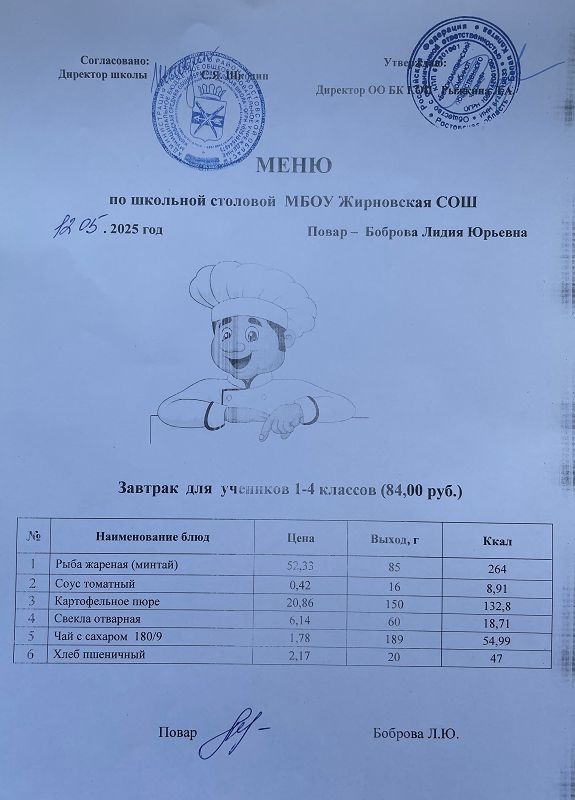 Согласовано:
Утверждаю:
Директор школы С.Я. Шкодин
Директор ОО БК Рыжкина Л.А.
МЕНЮ
по школьной столовой МБОУ Жирновская СОШ
12 05 . 2025 год Повар – Боброва Лидия Юрьевна
Завтрак для учеников 1-4 классов (84,00 руб.)
№ Наименование блюд Цена Выход, г Ккал
1 Рыба жареная (минтай) 52,33 85 264
2 Соус томатный 0,42 16 8,91
3 Картофельное пюре 20,86 150 132,8
4 Свекла отварная 6,14 60 18,71
5 Чай с сахаром 180/9 1,78 189 54,99
6 Хлеб пшеничный 2,17 20 47
Повар Боброва Л.Ю.